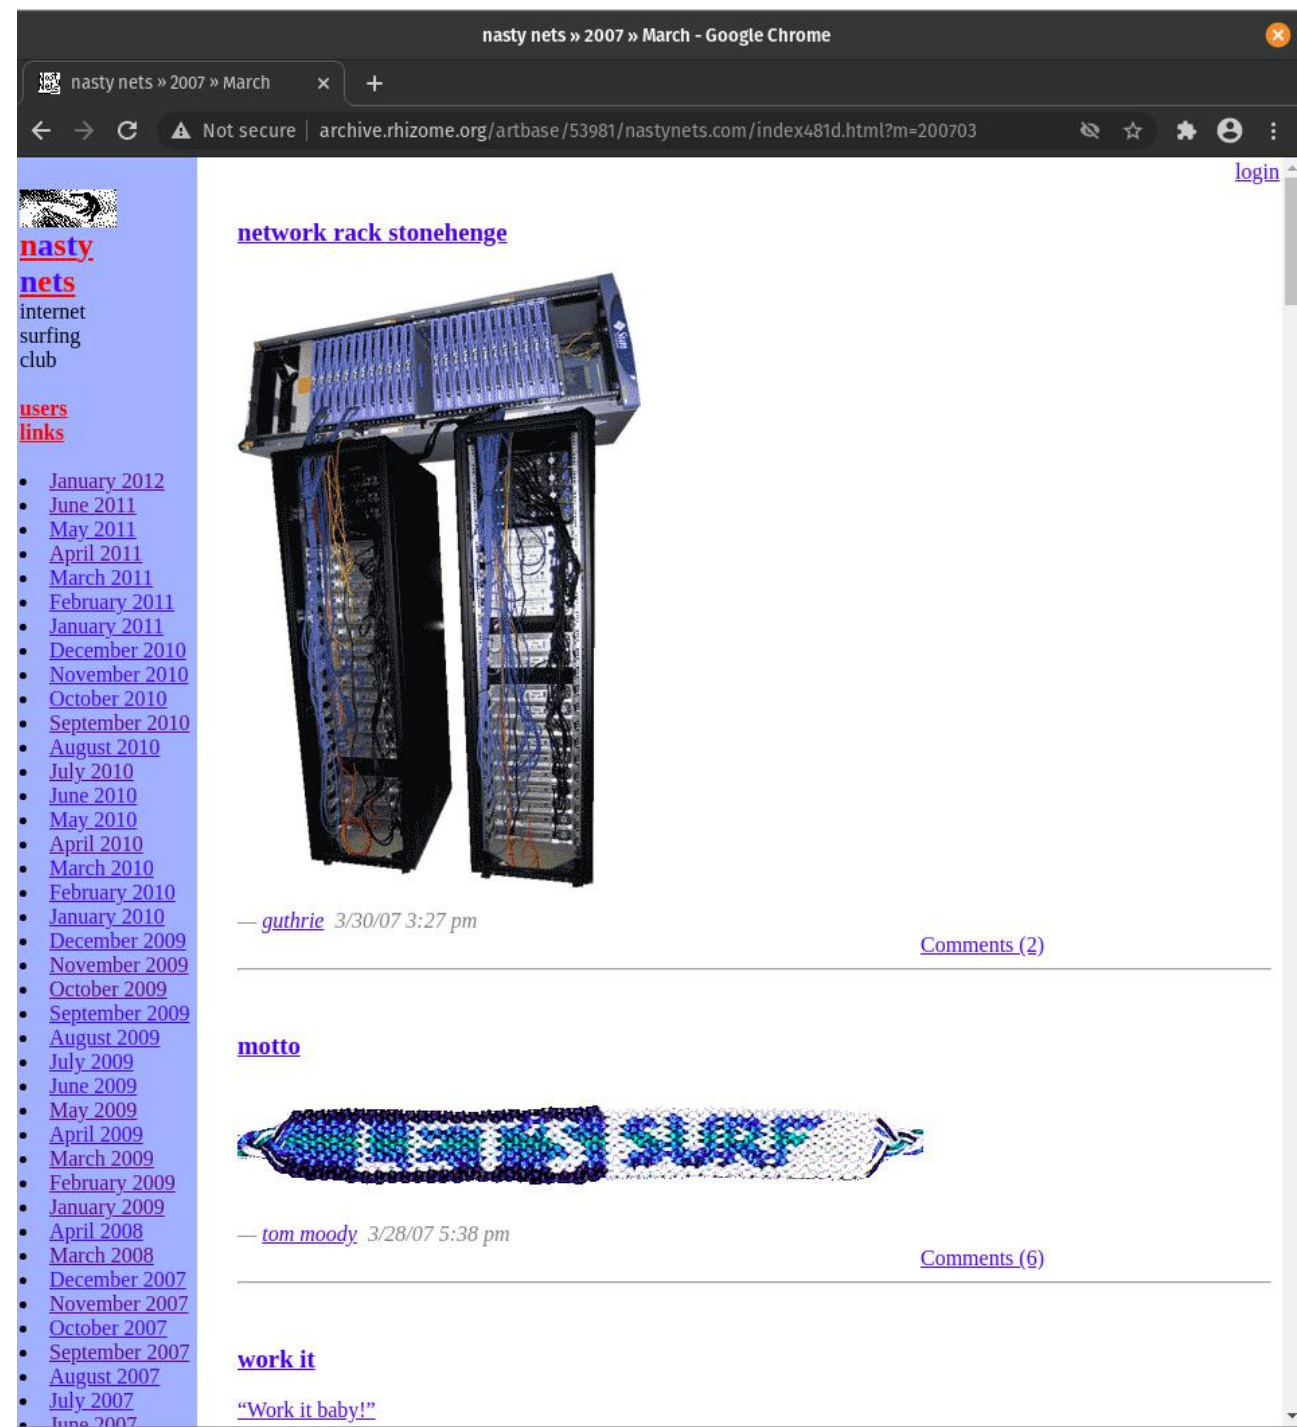 nasty nets » 2007 » March - Google Chrome
nasty nets » 2007 » March
Not secure | archive.rhizome.org/artbase/53981/nastynets.com/index481d.html?m=200703
login
nasty
nets
internet
surfing
club
users
links
January 2012
June 2011
May 2011
April 2011
March 2011
February 2011
January 2011
December 2010
November 2010
October 2010
September 2010
August 2010
July 2010
June 2010
May 2010
April 2010
March 2010
February 2010
January 2010
December 2009
November 2009
October 2009
September 2009
August 2009
July 2009
June 2009
May 2009
April 2009
March 2009
February 2009
January 2009
April 2008
March 2008
December 2007
November 2007
October 2007
September 2007
August 2007
July 2007
June 2007
network rack stonehenge
Sun
— guthrie 3/30/07 3:27 pm
Comments (2)
motto
LET'S SURF
— tom moody 3/28/07 5:38 pm
Comments (6)
work it
“Work it baby!”